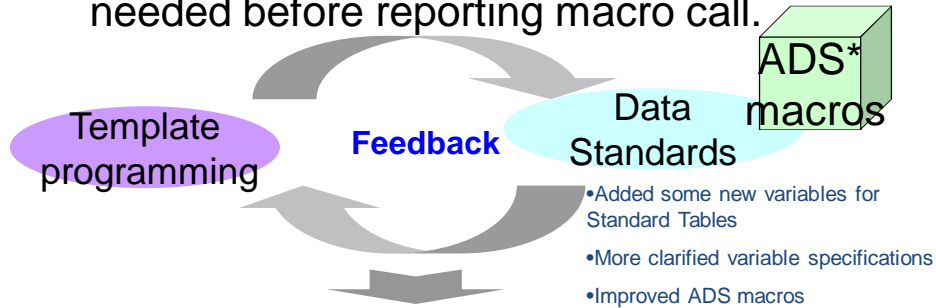 needed before reporting macro call.
ADS*
macros
Template
programming
Feedback
Data
Standards
•Added some new variables for
Standard Tables
•More clarified variable specifications
•Improved ADS macros